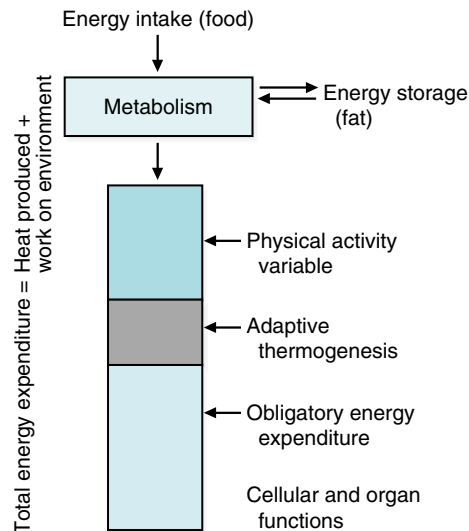 Energy intake (food)
Metabolism
Energy storage
(fat)
Total energy expenditure = Heat produced +
work on environment
Physical activity
variable
Adaptive
thermogenesis
Obligatory energy
expenditure
Cellular and organ
functions